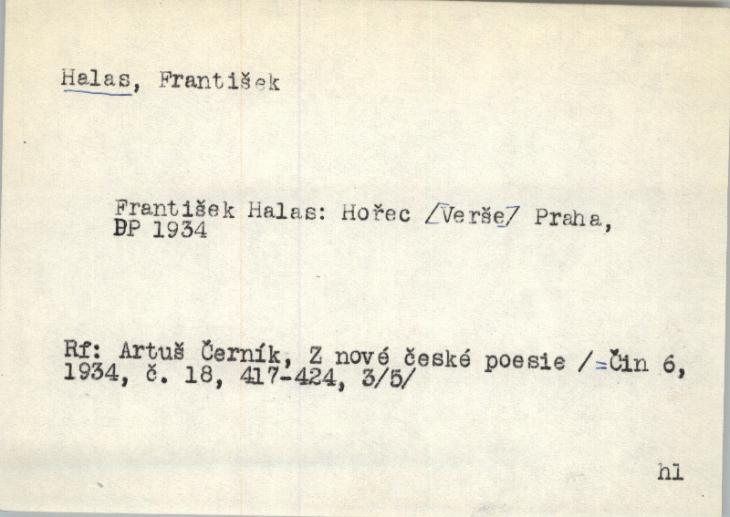 Halas, František
František Halas: Hořec /Verše/ Praha,
DP 1934
Rf: Artuš Černík, Z nové české poesie /=Čin 6,
1934, č. 18, 417-424, 3/5/
hl